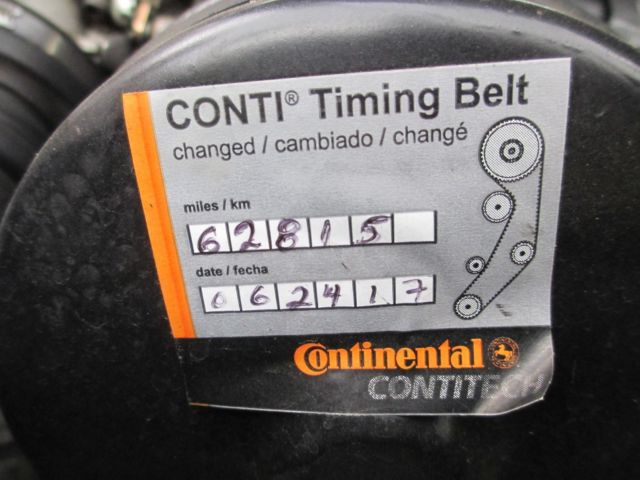 CONTI® Timing Belt
changed / cambiado / changé
miles / km
62815
date / fecha
062417
Continental
CONTITECH